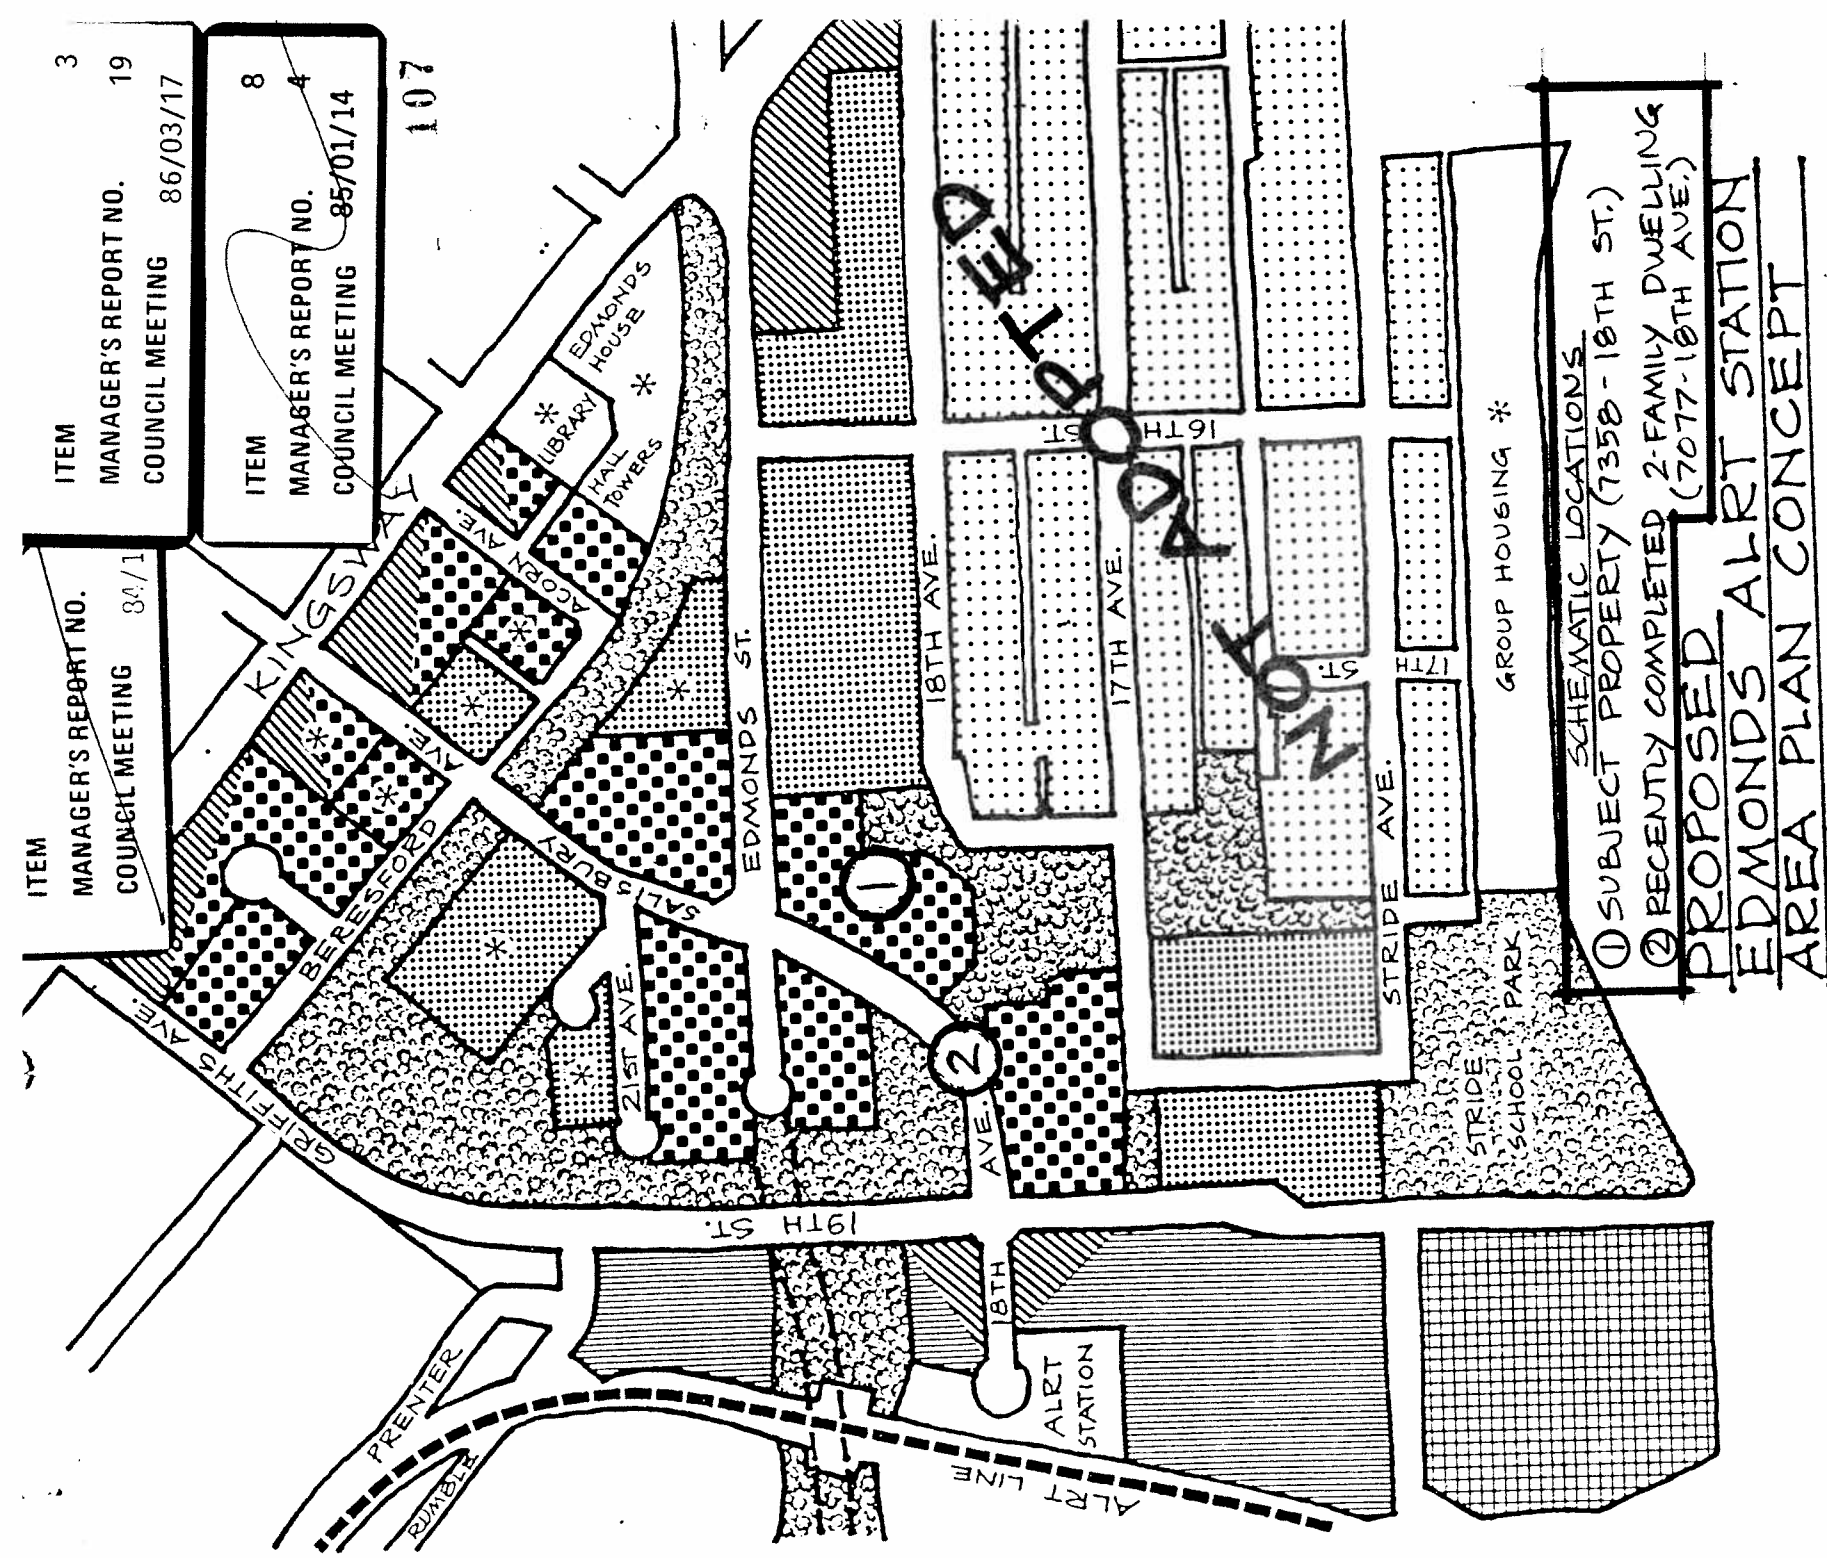 ITEM
MANAGER'S REPORT NO.
COUNCIL MEETING 84/1
ITEM 3
MANAGER'S REPORT NO. 19
COUNCIL MEETING 86/03/17
ITEM 8
MANAGER'S REPORT NO. 4
COUNCIL MEETING 85/01/14
107
KINGSWAY
EDMONDS
HOUSE
*
*
LIBRARY
HALL
TOWERS
ACORN AVE.
*
*
*
*
*
*
*
SALISBURY AVE.
BERESFORD
GRIFFITHS AVE.
21ST AVE.
EDMONDS ST.
18TH AVE.
17TH AVE.
16TH ST.
17TH ST.
STRIDE AVE.
19TH ST.
18TH AVE.
1
2
NOT ADOPTED
GROUP HOUSING *
STRIDE
SCHOOL/PARK
PRENTER
RUMBLE
ALRT LINE
ALRT
STATION
SCHEMATIC LOCATIONS
① SUBJECT PROPERTY (7358-18TH ST.)
② RECENTLY COMPLETED 2-FAMILY DWELLING
(7077-18TH AVE.)
PROPOSED
EDMONDS ALRT STATION
AREA PLAN CONCEPT